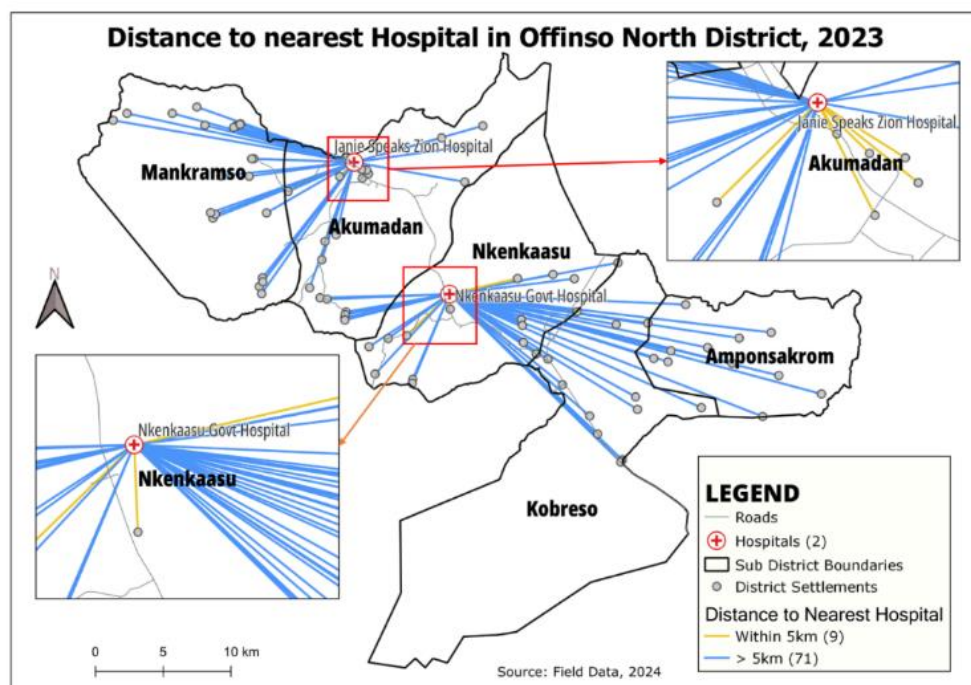 Distance to nearest Hospital in Offinso North District, 2023
Janie Speaks Zion Hospital
Mankramso
Akumadan
Nkenkaasu
Nkenkaasu Govt Hospital
Amponsakrom
Kobreso
N
Janie Speaks Zion Hospital
Akumadan
Nkenkaasu Govt Hospital
Nkenkaasu
LEGEND
Roads
Hospitals (2)
Sub District Boundaries
District Settlements
Distance to Nearest Hospital
Within 5km (9)
> 5km (71)
0 5 10 km
Source: Field Data, 2024